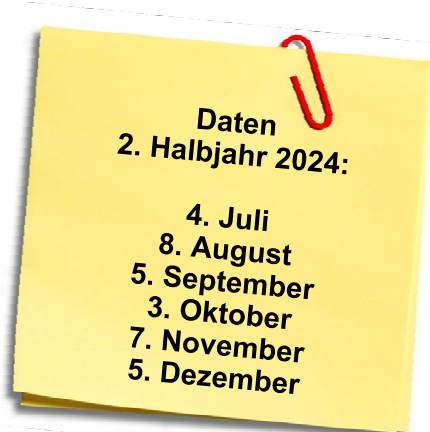 Daten
2. Halbjahr 2024:
4. Juli
8. August
5. September
3. Oktober
7. November
5. Dezember